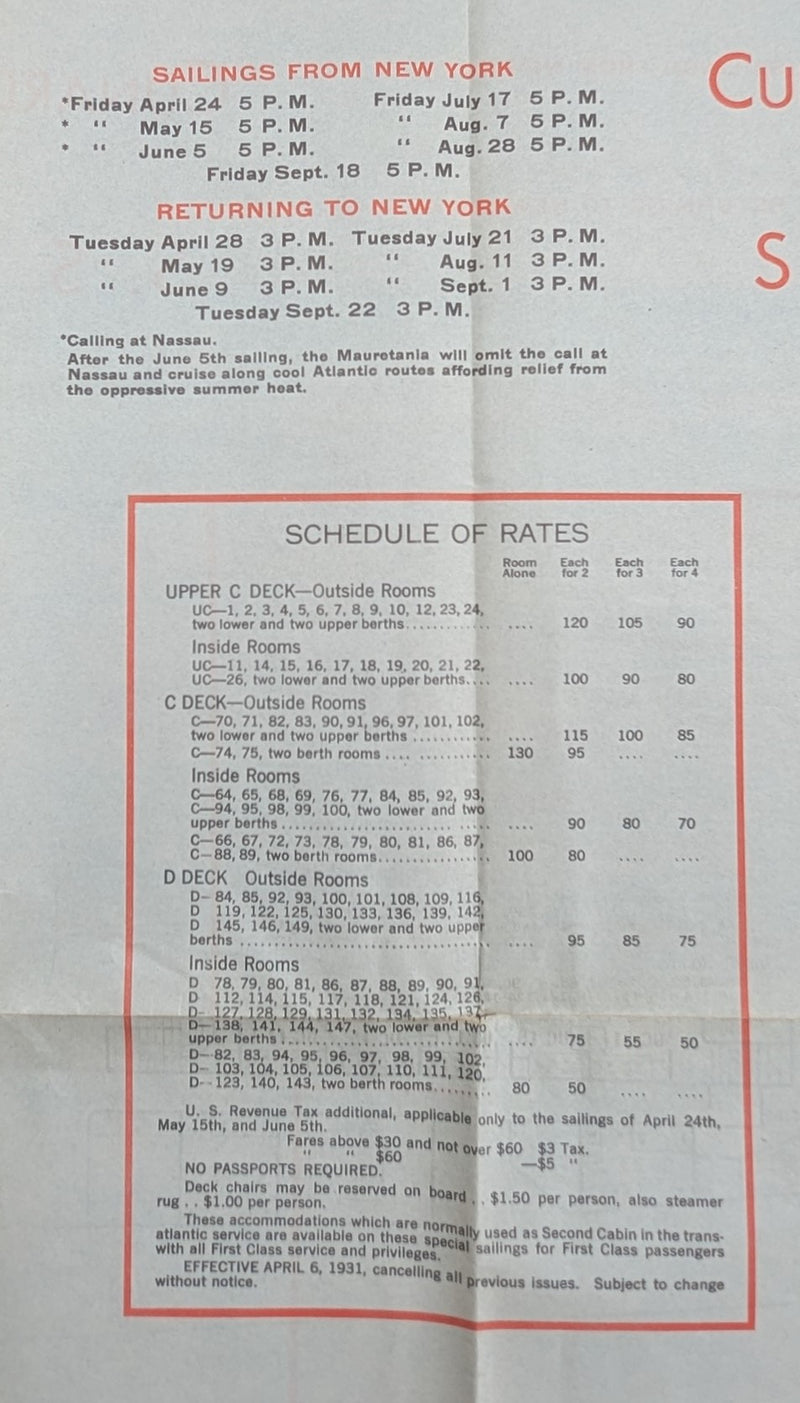 SAILINGS FROM NEW YORK
*Friday April 24 5 P. M. Friday July 17 5 P. M.
* “ May 15 5 P. M. “ Aug. 7 5 P. M.
* “ June 5 5 P. M. “ Aug. 28 5 P. M.
Friday Sept. 18 5 P. M.
RETURNING TO NEW YORK
Tuesday April 28 3 P. M. Tuesday July 21 3 P. M.
“ May 19 3 P. M. “ Aug. 11 3 P. M.
“ June 9 3 P. M. “ Sept. 1 3 P. M.
Tuesday Sept. 22 3 P. M.
*Calling at Nassau.
After the June 5th sailing, the Mauretania will omit the call at
Nassau and cruise along cool Atlantic routes affording relief from
the oppressive summer heat.
Cu
S
SCHEDULE OF RATES
Room Alone Each for 2 Each for 3 Each for 4
UPPER C DECK—Outside Rooms
UC—1, 2, 3, 4, 5, 6, 7, 8, 9, 10, 12, 23, 24,
two lower and two upper berths............. .... 120 105 90
Inside Rooms
UC—11, 14, 15, 16, 17, 18, 19, 20, 21, 22,
UC—26, two lower and two upper berths.... .... 100 90 80
C DECK—Outside Rooms
C—70, 71, 82, 83, 90, 91, 96, 97, 101, 102,
two lower and two upper berths ............ .... 115 100 85
C—74, 75, two berth rooms .... ........... 130 95 .... ....
Inside Rooms
C—64, 65, 68, 69, 76, 77, 84, 85, 92, 93,
C—94, 95, 98, 99, 100, two lower and two
upper berths .............................. .... 90 80 70
C—66, 67, 72, 73, 78, 79, 80, 81, 86, 87,
C—88, 89, two berth rooms................. 100 80 .... ....
D DECK Outside Rooms
D– 84, 85, 92, 93, 100, 101, 108, 109, 116,
D 119, 122, 125, 130, 133, 136, 139, 142,
D 145, 146, 149, two lower and two upper
berths ..................................... .... 95 85 75
Inside Rooms
D 78, 79, 80, 81, 86, 87, 88, 89, 90, 91,
D 112, 114, 115, 117, 118, 121, 124, 126,
D– 127, 128, 129, 131, 132, 134, 135, 137,
D—138, 141, 144, 147, two lower and two
upper berths .............................. .... 75 55 50
D—82, 83, 94, 95, 96, 97, 98, 99, 102,
D– 103, 104, 105, 106, 107, 110, 111, 120,
D–123, 140, 143, two berth rooms......... 80 50 .... ....
U. S. Revenue Tax additional, applicable only to the sailings of April 24th,
May 15th, and June 5th.
Fares above $30 and not over $60 $3 Tax.
" " $60 —$5 "
NO PASSPORTS REQUIRED.
Deck chairs may be reserved on board . . $1.50 per person, also steamer
rug . . $1.00 per person.
These accommodations which are normally used as Second Cabin in the trans-
atlantic service are available on these special sailings for First Class passengers
with all First Class service and privileges.
EFFECTIVE APRIL 6, 1931, cancelling all previous issues. Subject to change
without notice.